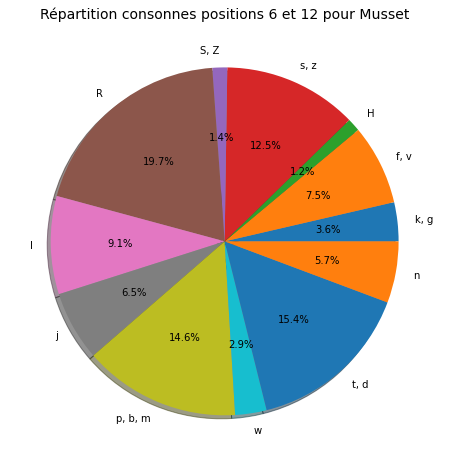 Répartition consonnes positions 6 et 12 pour Musset
S, Z
s, z
R
H
1.4%
12.5%
19.7%
f, v
1.2%
7.5%
k, g
3.6%
l
9.1%
5.7%
n
6.5%
15.4%
j
14.6%
2.9%
t, d
p, b, m
w